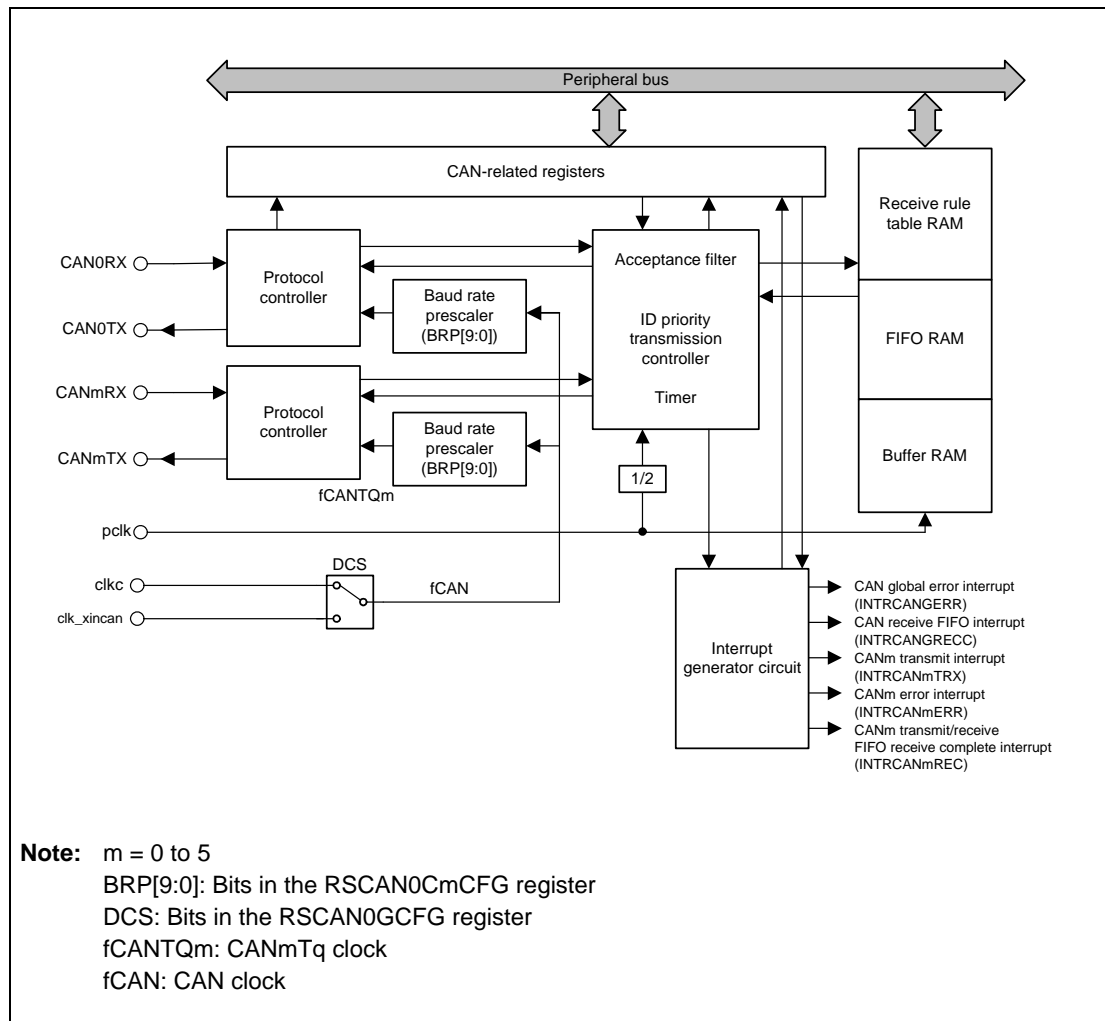 Peripheral bus
CAN-related registers
Receive rule
table RAM
FIFO RAM
Buffer RAM
CAN0RX
CAN0TX
Protocol
controller
Baud rate
prescaler
(BRP[9:0])
Acceptance filter
ID priority
transmission
controller
Timer
CANmRX
CANmTX
Protocol
controller
Baud rate
prescaler
(BRP[9:0])
fCANTQm
1/2
pclk
clkc
clk_xincan
DCS
fCAN
Interrupt
generator circuit
CAN global error interrupt
(INTRCANGERR)
CAN receive FIFO interrupt
(INTRCANGRECC)
CANm transmit interrupt
(INTRCANmTRX)
CANm error interrupt
(INTRCANmERR)
CANm transmit/receive
FIFO receive complete interrupt
(INTRCANmREC)
Note: m = 0 to 5
BRP[9:0]: Bits in the RSCAN0CmCFG register
DCS: Bits in the RSCAN0GCFG register
fCANTQm: CANmTq clock
fCAN: CAN clock